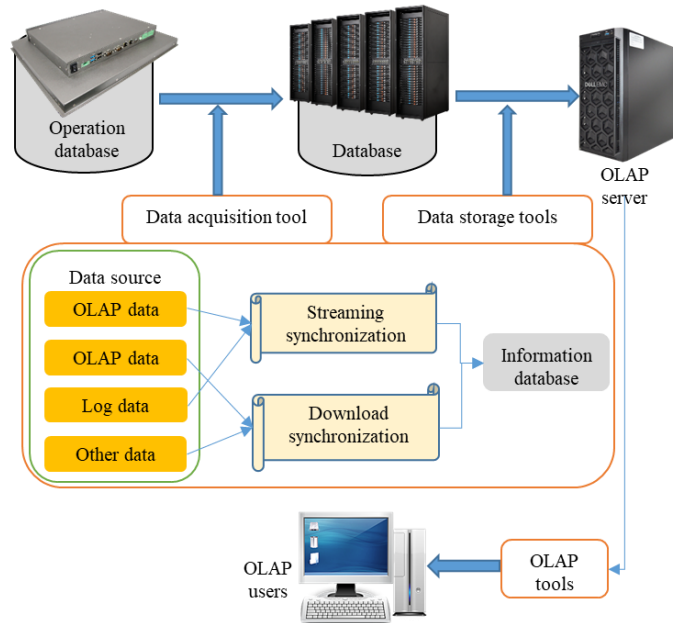 Operation
database
Database
OLAP
server
Data acquisition tool
Data storage tools
Data source
OLAP data
OLAP data
Log data
Other data
Streaming
synchronization
Download
synchronization
Information
database
OLAP
users
OLAP
tools